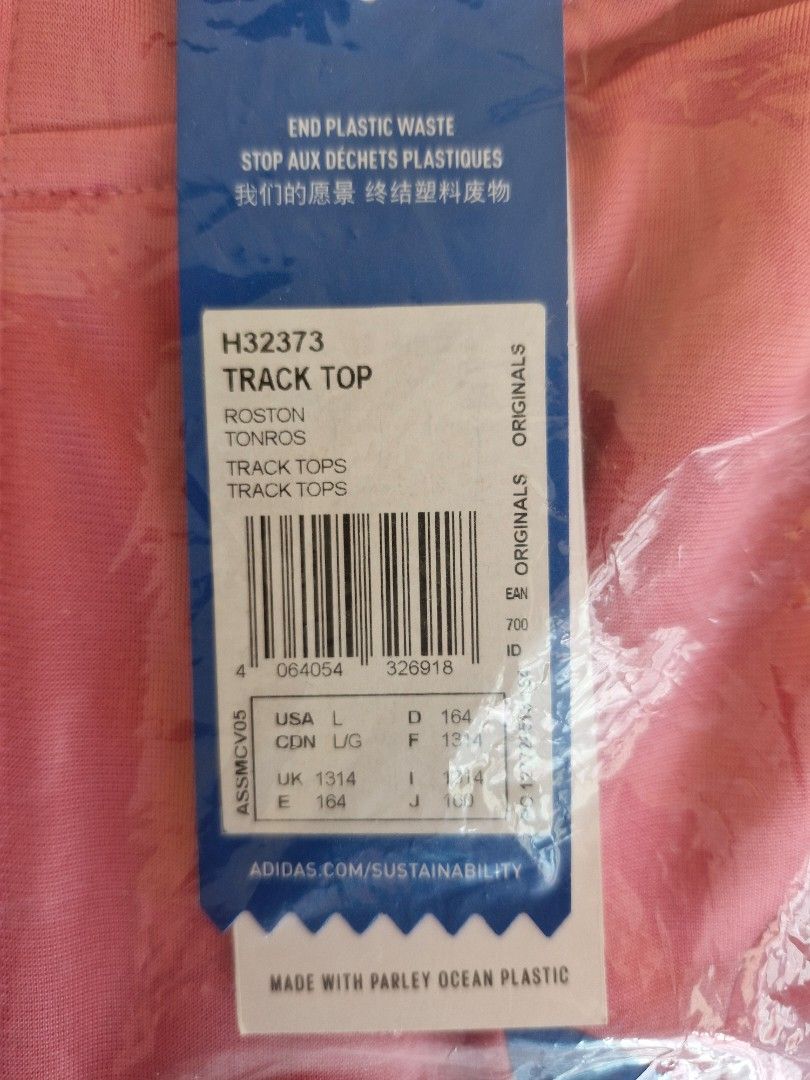 END PLASTIC WASTE
STOP AUX DÉCHETS PLASTIQUES
我们的愿景 终结塑料废物
H32373
TRACK TOP
ROSTON
TONROS
TRACK TOPS
TRACK TOPS
ORIGINALS
ORIGINALS
EAN
700
ID
4 064054 326918
ASSMCV05
USA L D 164
CDN L/G F 1314
UK 1314 I 1314
E 164 J 160
ADIDAS.COM/SUSTAINABILITY
MADE WITH PARLEY OCEAN PLASTIC